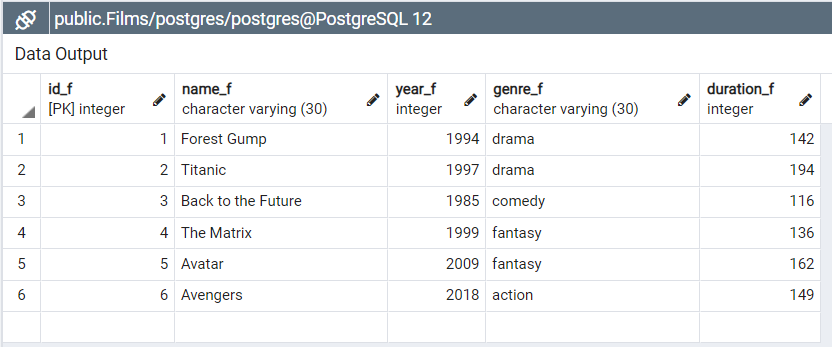 public.Films/postgres/postgres@PostgreSQL 12
Data Output
id_f name_f year_f genre_f duration_f
[PK] integer character varying (30) integer character varying (30) integer
1 1 Forest Gump 1994 drama 142
2 2 Titanic 1997 drama 194
3 3 Back to the Future 1985 comedy 116
4 4 The Matrix 1999 fantasy 136
5 5 Avatar 2009 fantasy 162
6 6 Avengers 2018 action 149